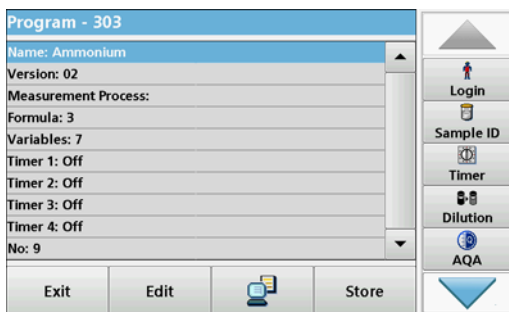 Program - 303
Name: Ammonium
Version: 02
Measurement Process:
Formula: 3
Variables: 7
Timer 1: Off
Timer 2: Off
Timer 3: Off
Timer 4: Off
No: 9
Exit
Edit
Store
Login
Sample ID
Timer
Dilution
AQA